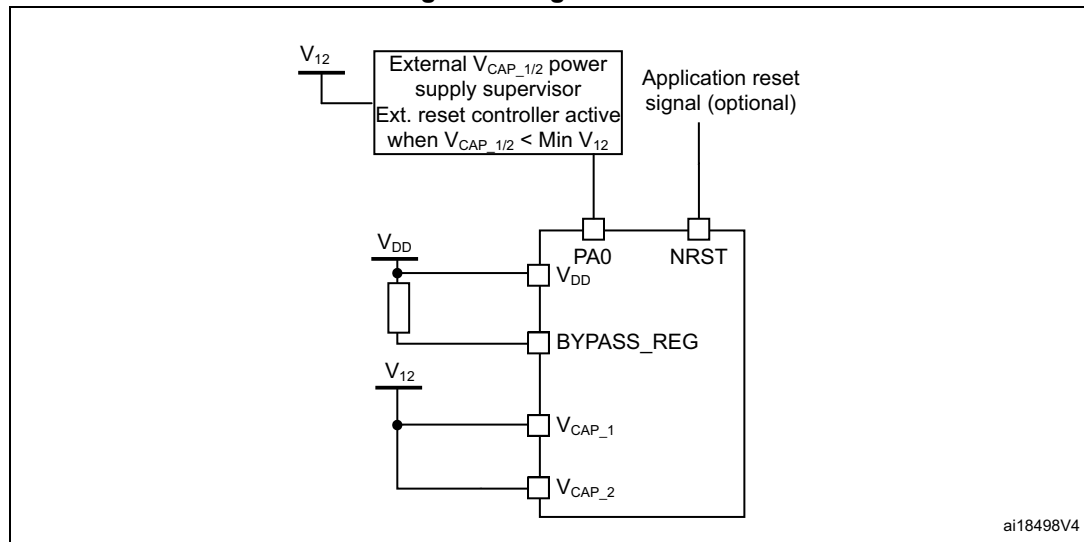 V12
External VCAP_1/2 power
supply supervisor
Ext. reset controller active
when VCAP_1/2 < Min V12
Application reset
signal (optional)
PA0
NRST
VDD
VDD
BYPASS_REG
V12
VCAP_1
VCAP_2
ai18498V4